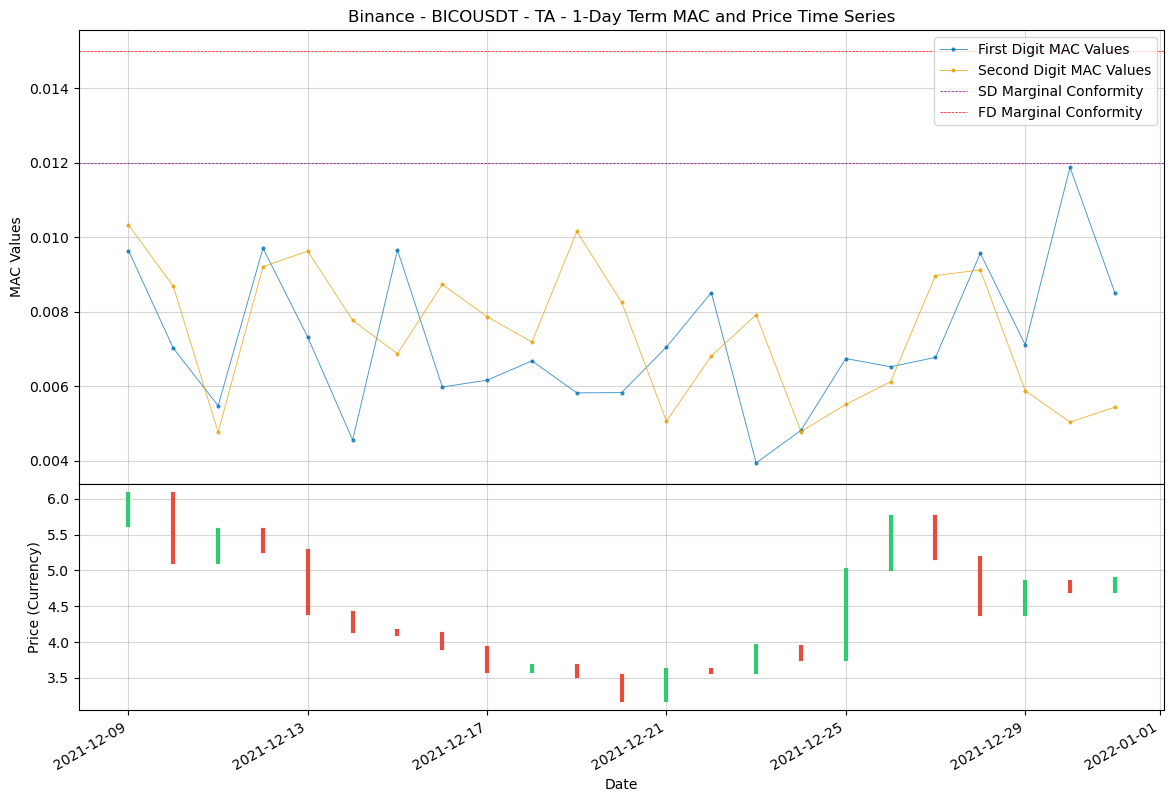 Binance - BICOUSDT - TA - 1-Day Term MAC and Price Time Series
First Digit MAC Values
Second Digit MAC Values
SD Marginal Conformity
FD Marginal Conformity
MAC Values
0.014
0.012
0.010
0.008
0.006
0.004
Price (Currency)
6.0
5.5
5.0
4.5
4.0
3.5
2021-12-09
2021-12-13
2021-12-17
2021-12-21
2021-12-25
2021-12-29
2022-01-01
Date